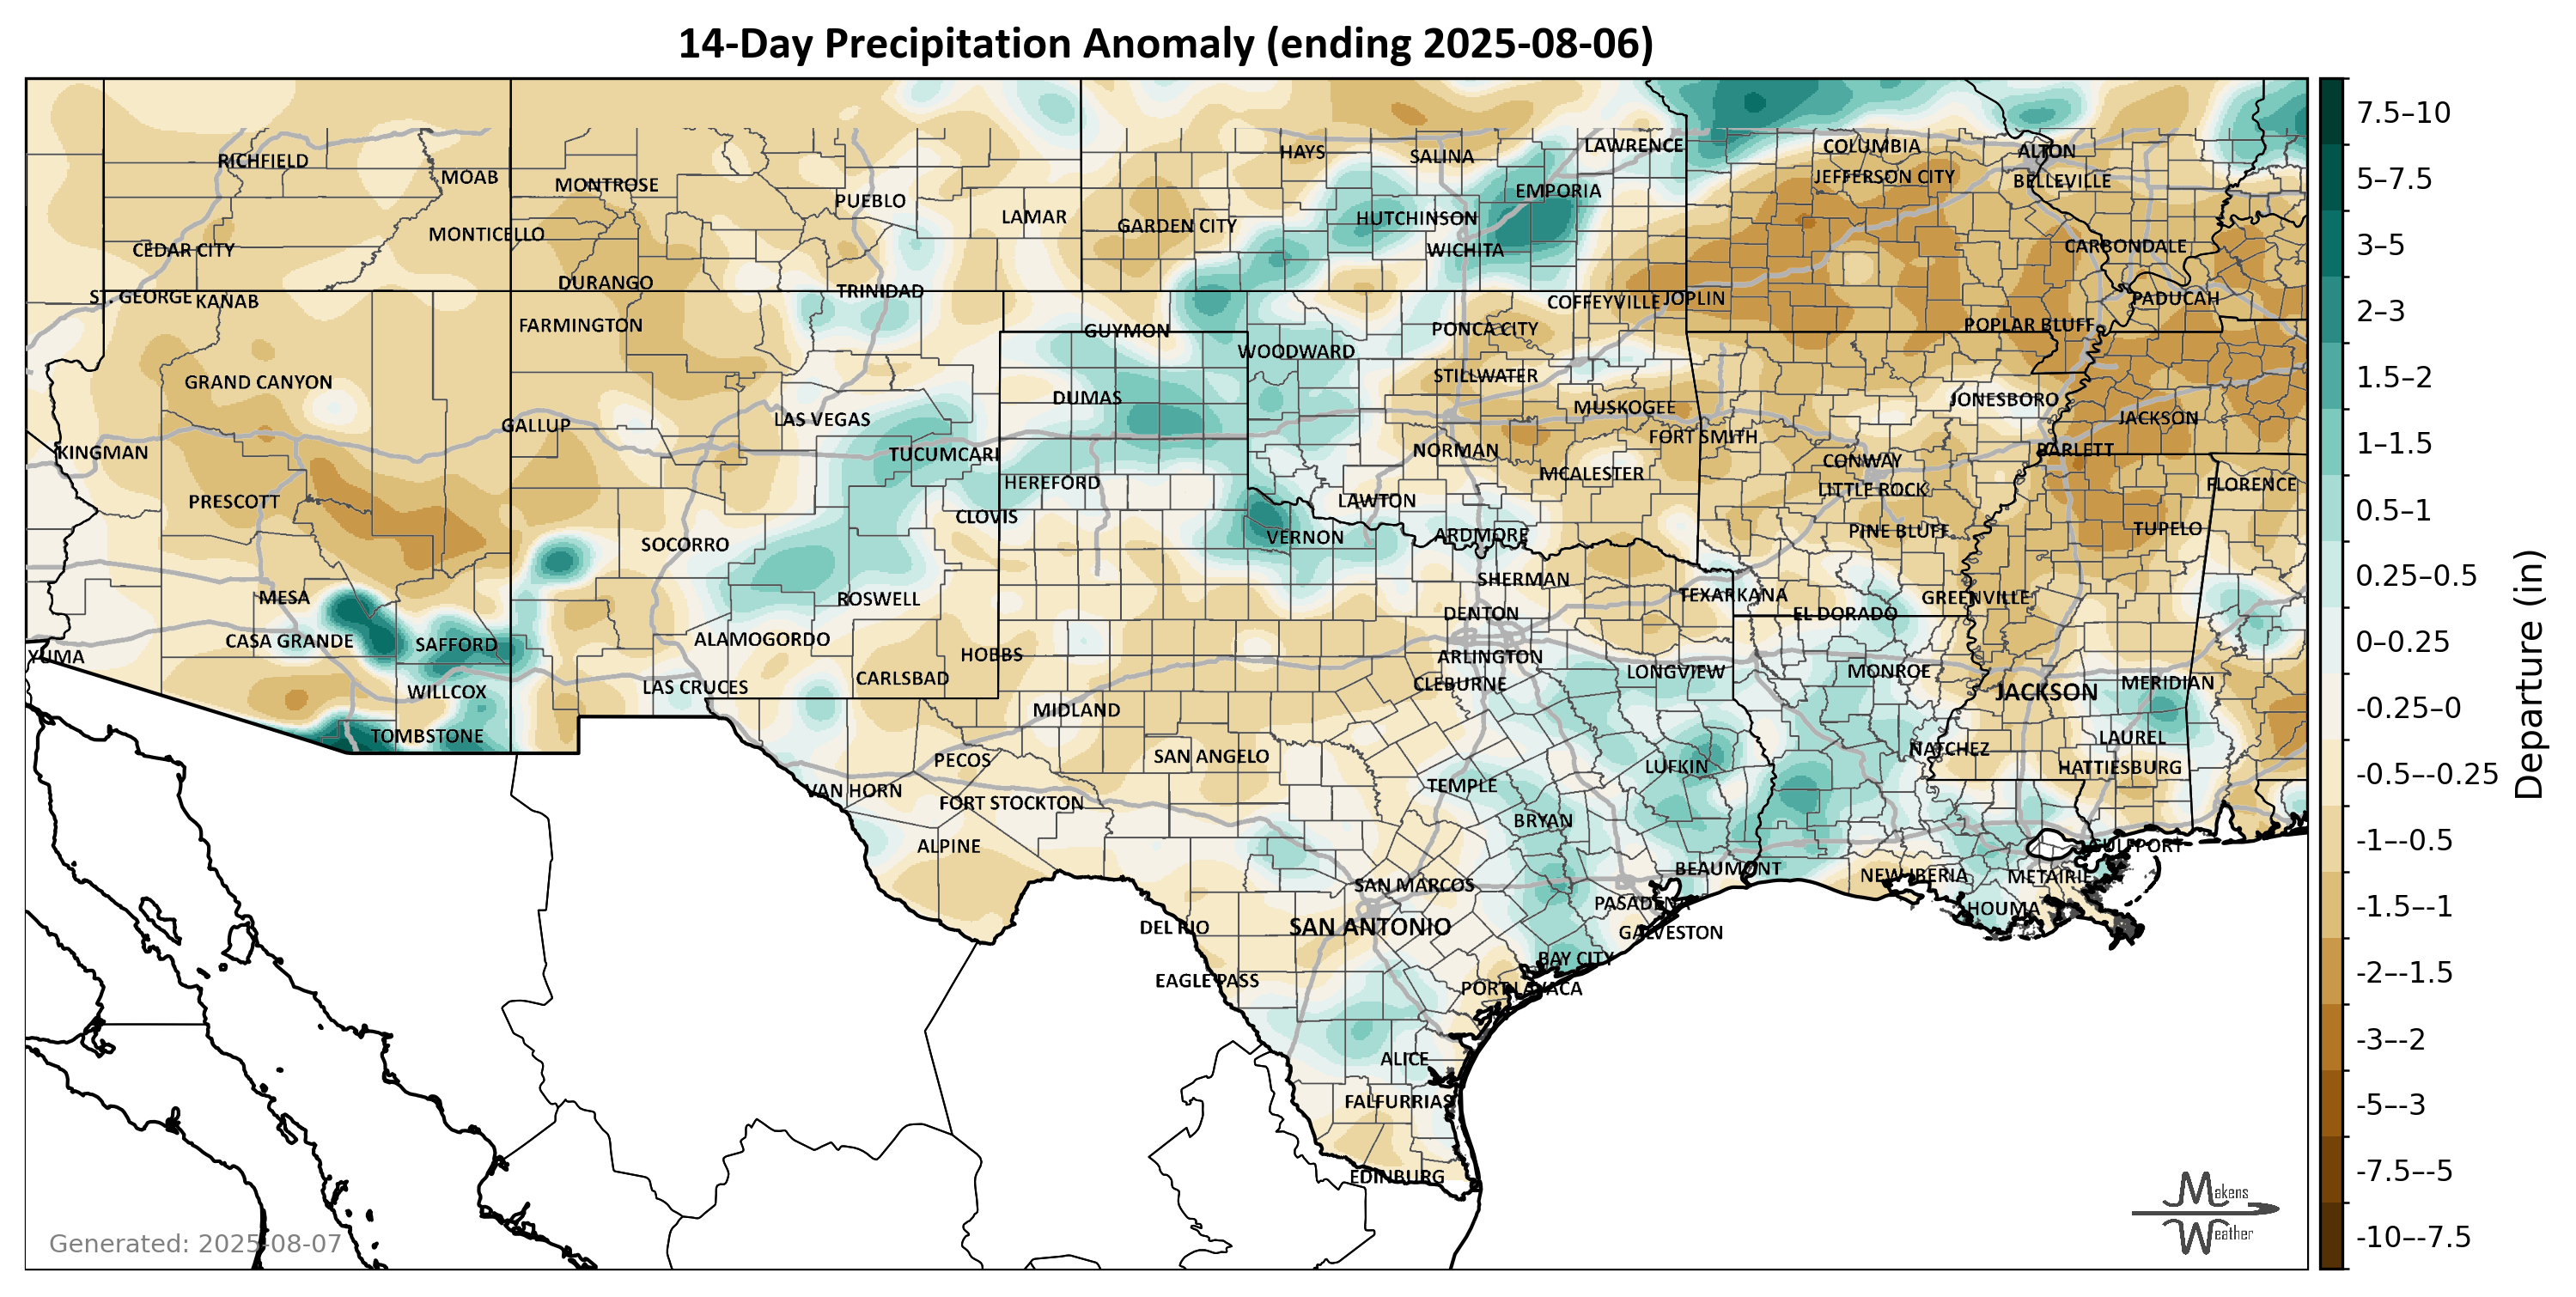 14-Day Precipitation Anomaly (ending 2025-08-06)
LAWRENCE
COLUMBIA
HAYS
SALINA
ALTON
RICHFIELD
MOAB
MONTROSE
JEFFERSON CITY
BELLEVILLE
EMPORIA
PUEBLO
LAMAR
HUTCHINSON
GARDEN CITY
MONTICELLO
CEDAR CITY
WICHITA
CARBONDALE
DURANGO
TRINIDAD
ST. GEORGE
KANAB
COFFEYVILLE
JOPLIN
PADUCAH
FARMINGTON
GUYMON
PONCA CITY
POPLAR BLUFF
WOODWARD
GRAND CANYON
STILLWATER
DUMAS
JONESBORO
MUSKOGEE
LAS VEGAS
JACKSON
GALLUP
FORT SMITH
KINGMAN
TUCUMCARI
NORMAN
BARLETT
CONWAY
MCALESTER
HEREFORD
LITTLE ROCK
FLORENCE
PRESCOTT
LAWTON
CLOVIS
PINE BLUFF
TUPELO
VERNON
ARDMORE
SOCORRO
SHERMAN
MESA
ROSWELL
TEXARKANA
GREENVILLE
DENTON
EL DORADO
CASA GRANDE
SAFFORD
ALAMOGORDO
YUMA
HOBBS
ARLINGTON
LONGVIEW
MONROE
CARLSBAD
CLEBURNE
MERIDIAN
WILLCOX
LAS CRUCES
JACKSON
MIDLAND
TOMBSTONE
LAUREL
NATCHEZ
PECOS
SAN ANGELO
LUFKIN
HATTIESBURG
TEMPLE
VAN HORN
FORT STOCKTON
BRYAN
ALPINE
GULFPORT
BEAUMONT
NEW IBERIA
METAIRIE
SAN MARCOS
PASADENA
HOUMA
DEL RIO
SAN ANTONIO
GALVESTON
BAY CITY
EAGLE PASS
PORT LAVACA
ALICE
FALFURRIAS
EDINBURG
Generated: 2025-08-07
Makens
Weather
7.5–10
5–7.5
3–5
2–3
1.5–2
1–1.5
0.5–1
0.25–0.5
0–0.25
-0.25–0
-0.5–-0.25
-1–-0.5
-1.5–-1
-2–-1.5
-3–-2
-5–-3
-7.5–-5
-10–-7.5
Departure (in)